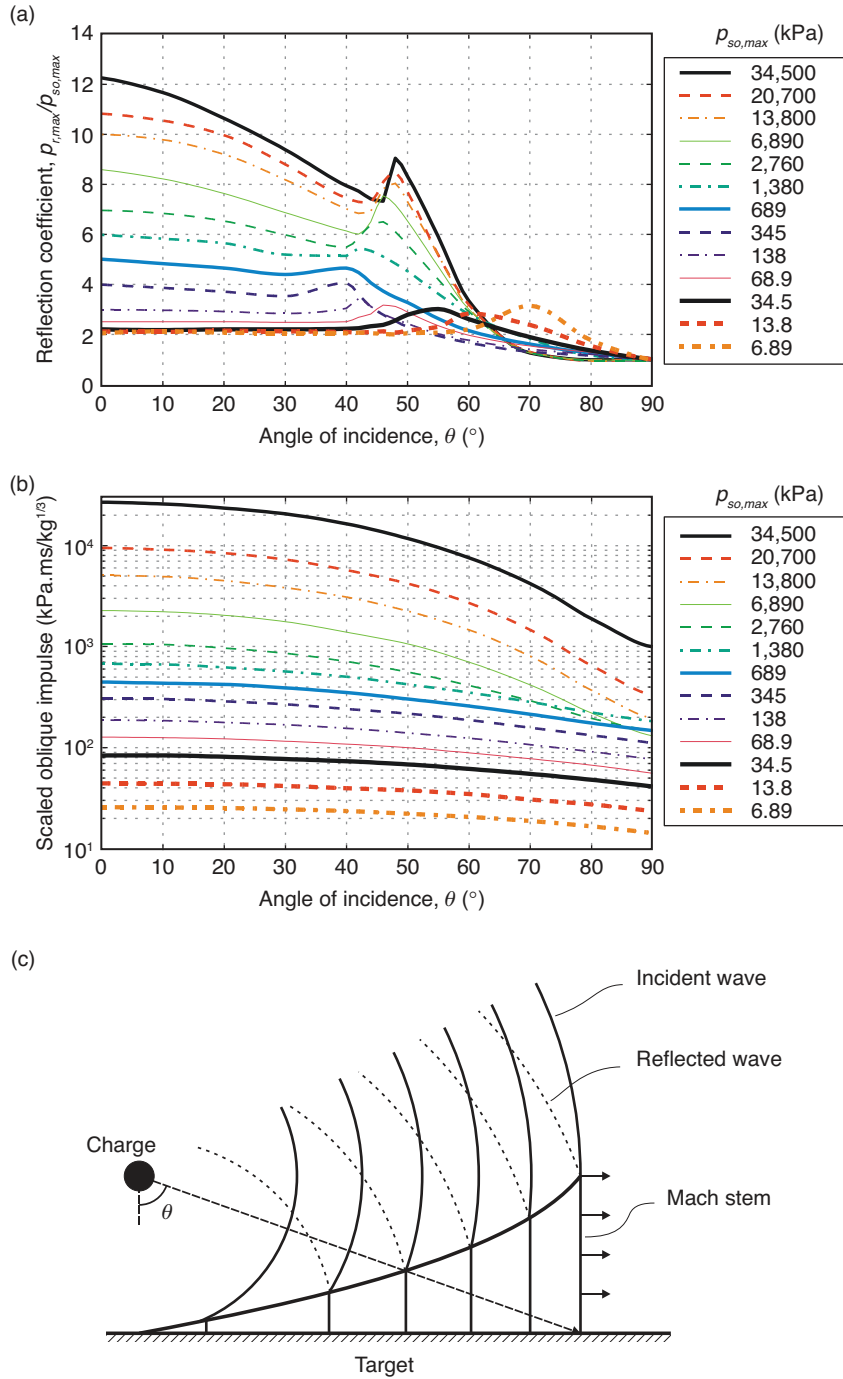 (a)
Reflection coefficient, p_r,max/p_so,max
14
12
10
8
6
4
2
0
0 10 20 30 40 50 60 70 80 90
Angle of incidence, θ (°)
p_so,max (kPa)
34,500
20,700
13,800
6,890
2,760
1,380
689
345
138
68.9
34.5
13.8
6.89
(b)
Scaled oblique impulse (kPa.ms/kg^1/3)
10^4
10^3
10^2
10^1
0 10 20 30 40 50 60 70 80 90
Angle of incidence, θ (°)
p_so,max (kPa)
34,500
20,700
13,800
6,890
2,760
1,380
689
345
138
68.9
34.5
13.8
6.89
(c)
Incident wave
Reflected wave
Charge
θ
Mach stem
Target